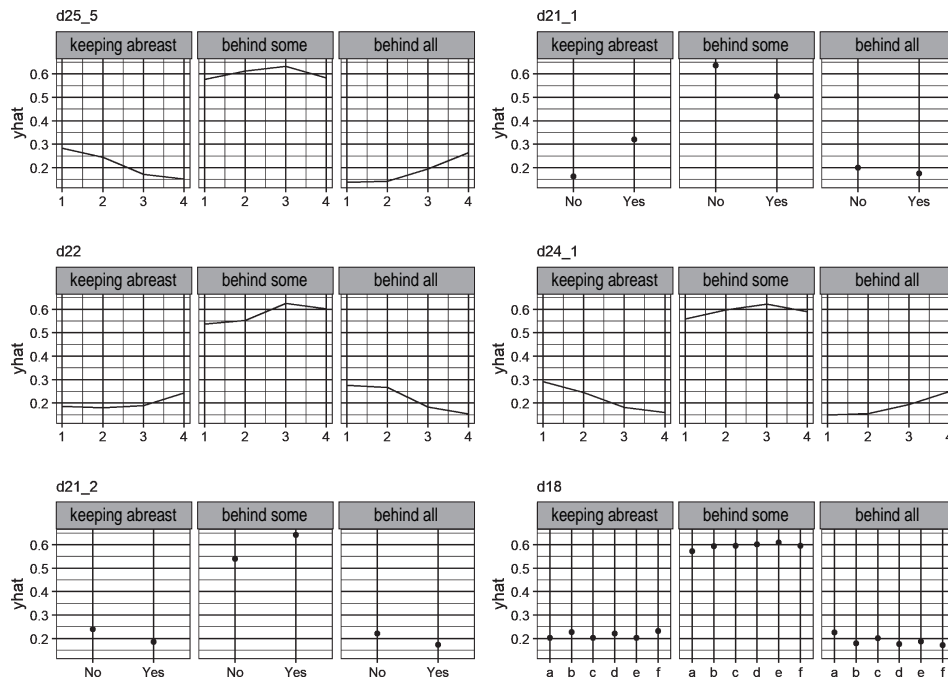 d25_5
keeping abreast behind some behind all
yhat
0.6
0.5
0.4
0.3
0.2
1 2 3 4 1 2 3 4 1 2 3 4
d21_1
keeping abreast behind some behind all
yhat
0.6
0.5
0.4
0.3
0.2
No Yes No Yes No Yes
d22
keeping abreast behind some behind all
yhat
0.6
0.5
0.4
0.3
0.2
1 2 3 4 1 2 3 4 1 2 3 4
d24_1
keeping abreast behind some behind all
yhat
0.6
0.5
0.4
0.3
0.2
1 2 3 4 1 2 3 4 1 2 3 4
d21_2
keeping abreast behind some behind all
yhat
0.6
0.5
0.4
0.3
0.2
No Yes No Yes No Yes
d18
keeping abreast behind some behind all
yhat
0.6
0.5
0.4
0.3
0.2
a b c d e f a b c d e f a b c d e f